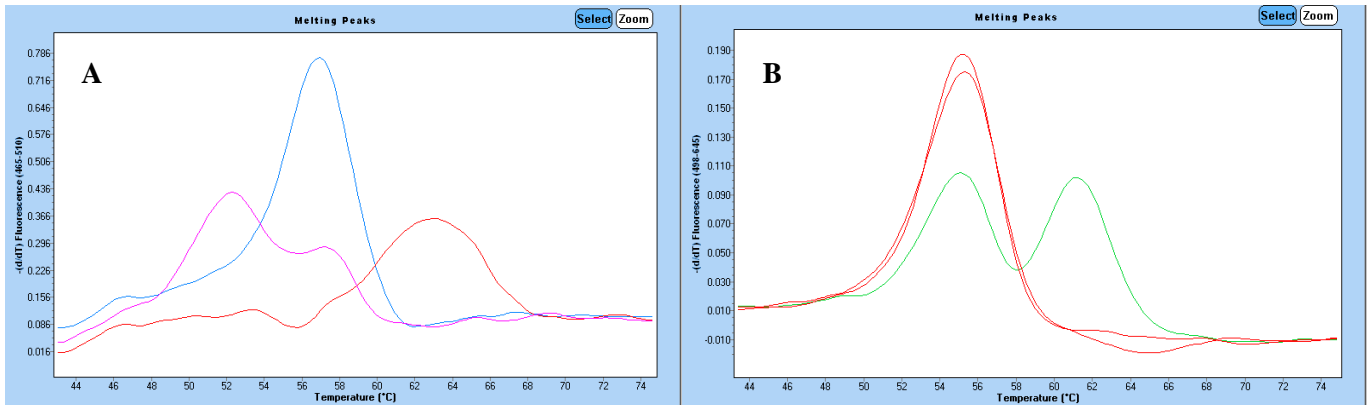 Melting Peaks
Select Zoom
A
0.786
0.716
0.646
0.576
0.506
0.436
0.366
0.296
0.226
0.156
0.086
0.016
-(d/dT) Fluorescence (465-510)
44 46 48 50 52 54 56 58 60 62 64 66 68 70 72 74
Temperature (°C)
Melting Peaks
Select Zoom
B
0.190
0.170
0.150
0.130
0.110
0.090
0.070
0.050
0.030
0.010
-0.010
-(d/dT) Fluorescence (498-645)
44 46 48 50 52 54 56 58 60 62 64 66 68 70 72 74
Temperature (°C)